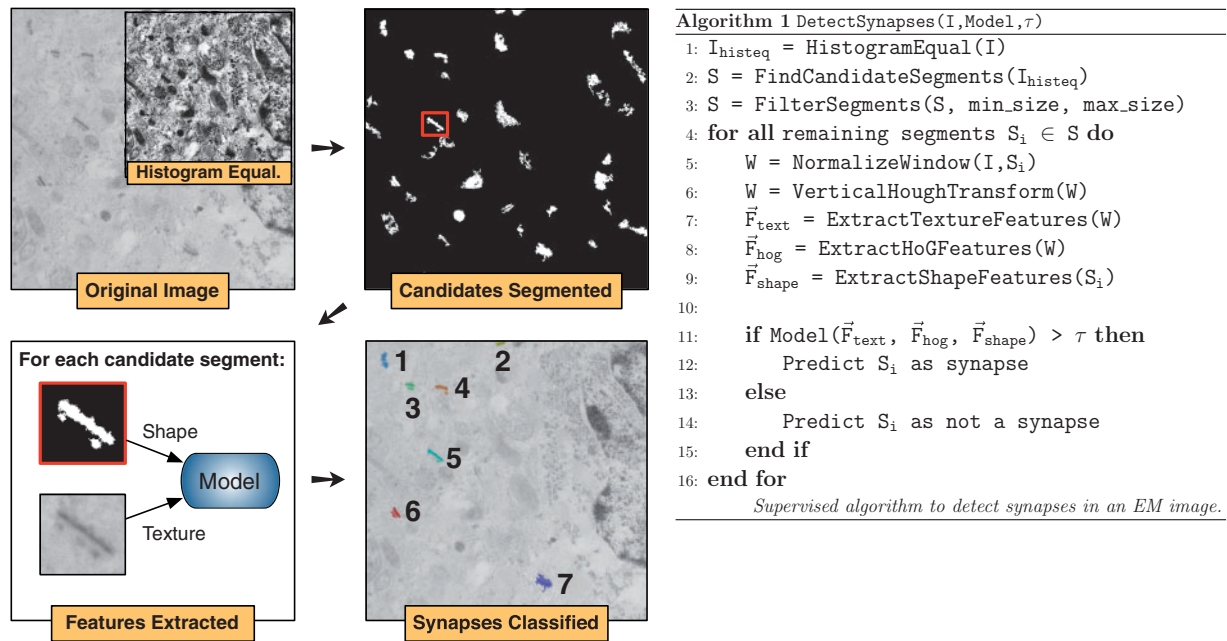 Histogram Equal.
Original Image
Candidates Segmented
For each candidate segment:
Shape
Model
Texture
Features Extracted
1
2
3
4
5
6
7
Synapses Classified
Algorithm 1 DetectSynapses(I,Model,τ)
1: I_histeq = HistogramEqual(I)
2: S = FindCandidateSegments(I_histeq)
3: S = FilterSegments(S, min_size, max_size)
4: for all remaining segments S_i ∈ S do
5: W = NormalizeWindow(I,S_i)
6: W = VerticalHoughTransform(W)
7: F⃗_text = ExtractTextureFeatures(W)
8: F⃗_hog = ExtractHoGFeatures(W)
9: F⃗_shape = ExtractShapeFeatures(S_i)
10:
11: if Model(F⃗_text, F⃗_hog, F⃗_shape) > τ then
12: Predict S_i as synapse
13: else
14: Predict S_i as not a synapse
15: end if
16: end for
Supervised algorithm to detect synapses in an EM image.